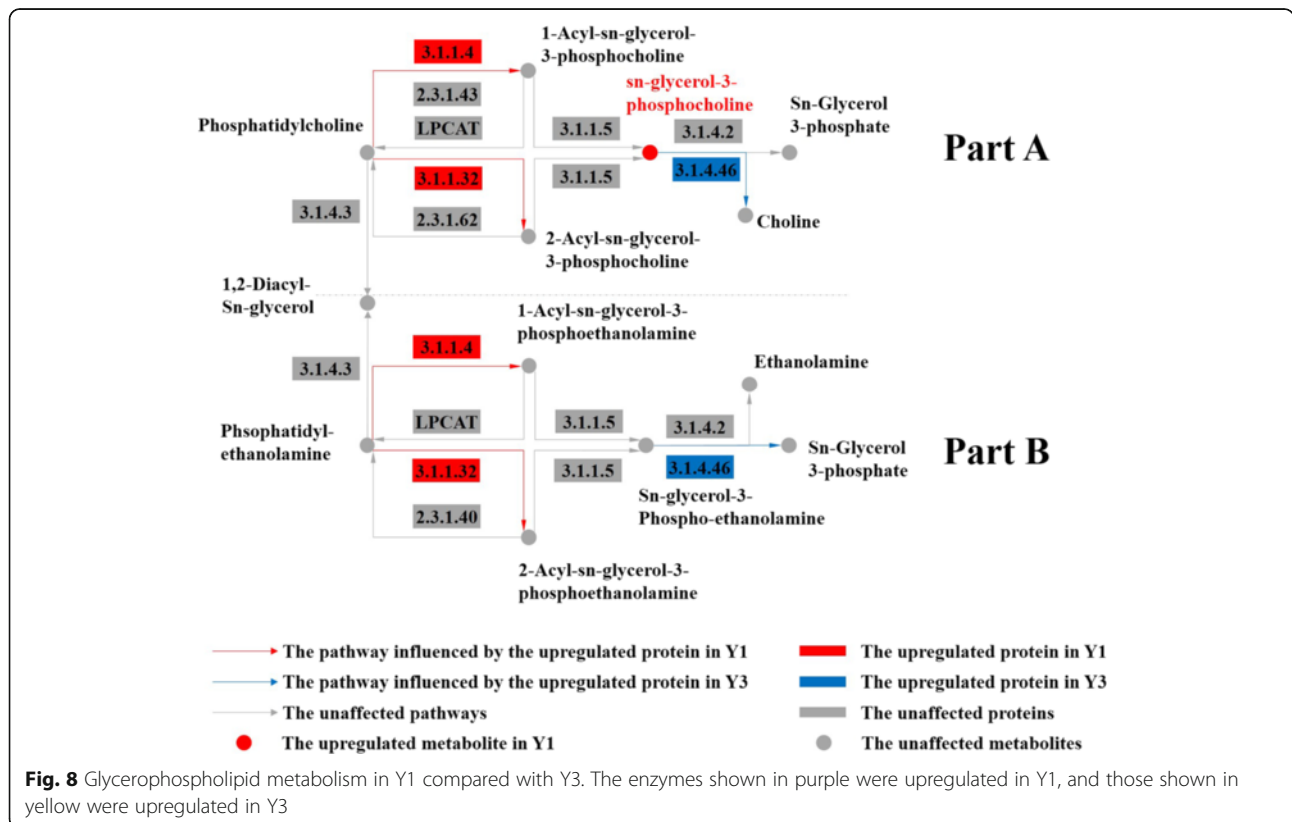 1-Acyl-sn-glycerol-
3-phosphocholine
3.1.1.4
sn-glycerol-3-
phosphocholine
2.3.1.43
Sn-Glycerol
3-phosphate
Phosphatidylcholine
LPCAT
3.1.1.5
3.1.4.2
Part A
3.1.1.32
3.1.1.5
3.1.4.46
3.1.4.3
2.3.1.62
Choline
2-Acyl-sn-glycerol-
3-phosphocholine
1,2-Diacyl-
Sn-glycerol
1-Acyl-sn-glycerol-3-
phosphoethanolamine
3.1.1.4
Ethanolamine
3.1.4.3
LPCAT
3.1.1.5
3.1.4.2
Phsophatidyl-
ethanolamine
Sn-Glycerol
3-phosphate
Part B
3.1.1.32
3.1.1.5
3.1.4.46
Sn-glycerol-3-
Phospho-ethanolamine
2.3.1.40
2-Acyl-sn-glycerol-3-
phosphoethanolamine
The pathway influenced by the upregulated protein in Y1
The upregulated protein in Y1
The pathway influenced by the upregulated protein in Y3
The upregulated protein in Y3
The unaffected pathways
The unaffected proteins
The upregulated metabolite in Y1
The unaffected metabolites
Fig. 8 Glycerophospholipid metabolism in Y1 compared with Y3. The enzymes shown in purple were upregulated in Y1, and those shown in
yellow were upregulated in Y3